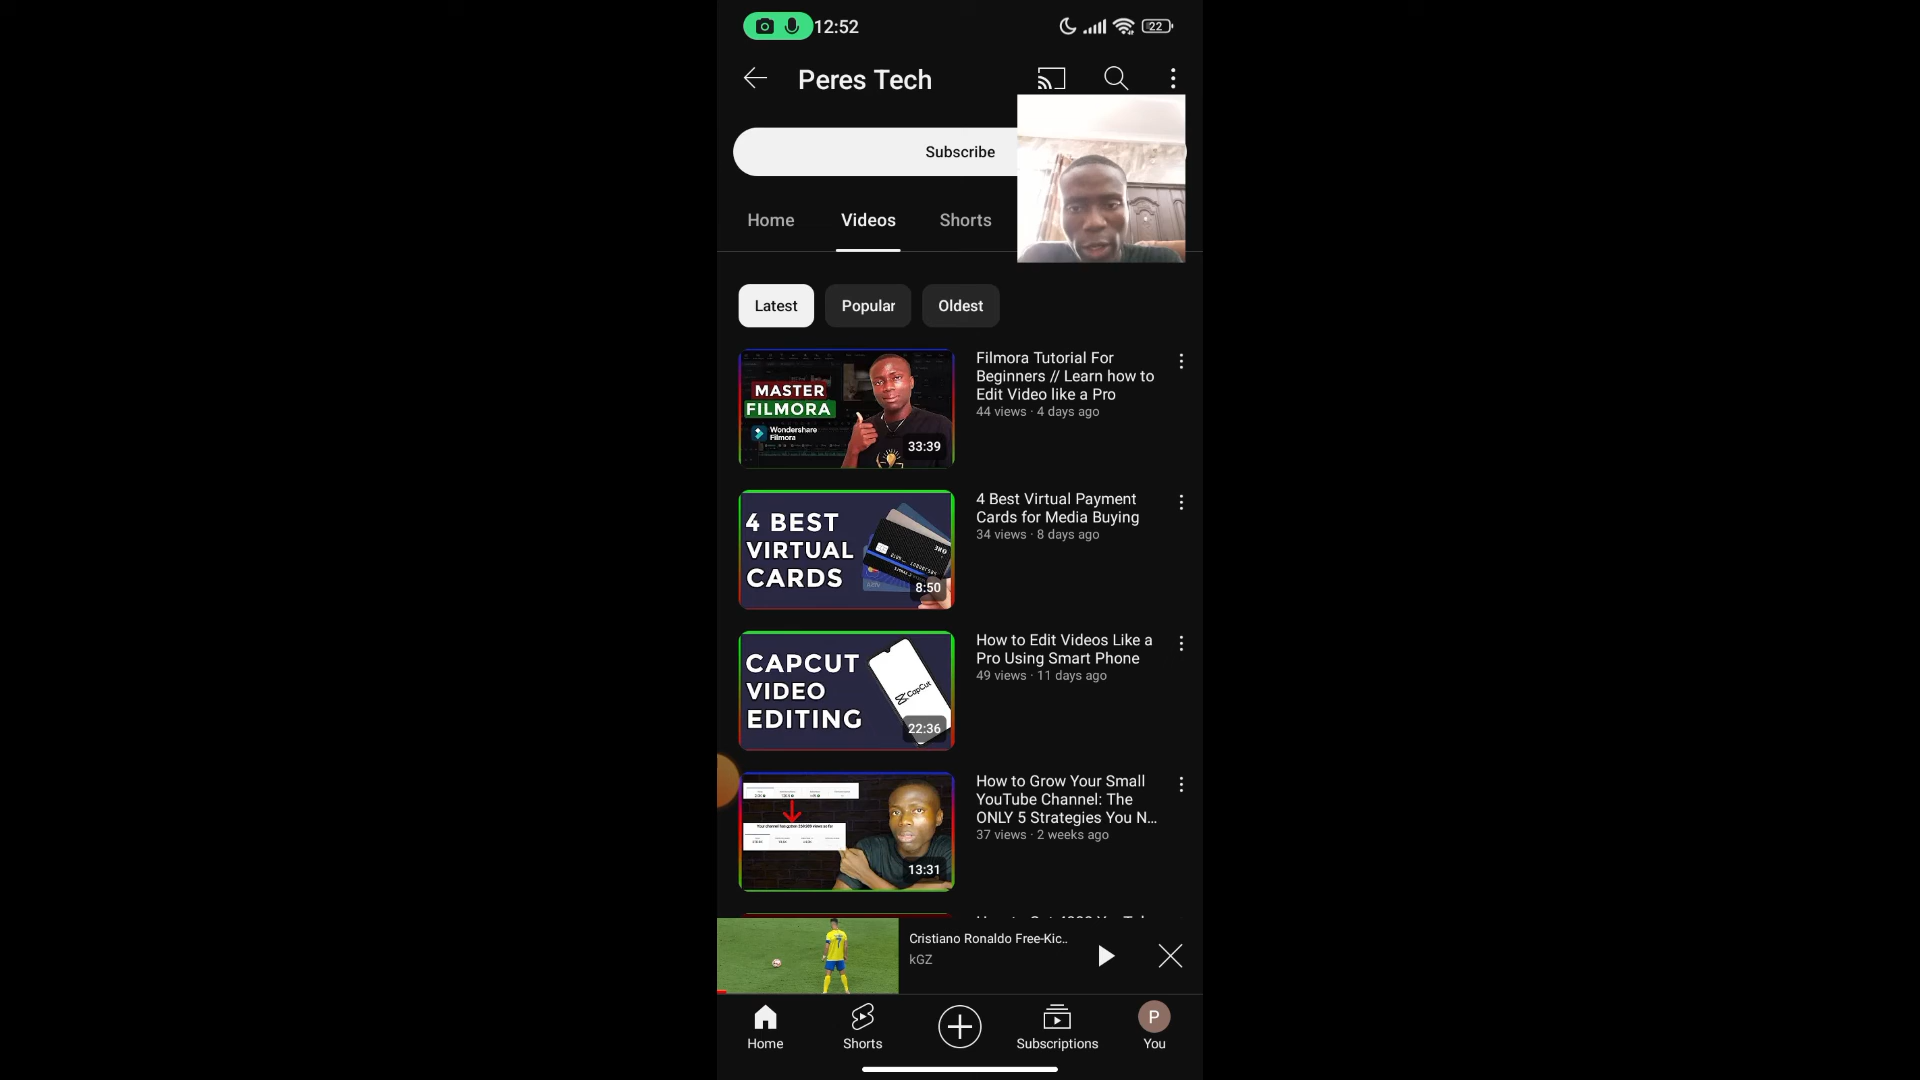 12:52
22
Peres Tech
Subscribe
Home
Videos
Shorts
Latest
Popular
Oldest
MASTER
FILMORA
Wondershare
Filmora
33:39
Filmora Tutorial For
Beginners // Learn how to
Edit Video like a Pro
44 views · 4 days ago
4 BEST
VIRTUAL
CARDS
8:50
4 Best Virtual Payment
Cards for Media Buying
34 views · 8 days ago
CAPCUT
VIDEO
EDITING
CapCut
22:36
How to Edit Videos Like a
Pro Using Smart Phone
49 views · 11 days ago
13:31
How to Grow Your Small
YouTube Channel: The
ONLY 5 Strategies You N...
37 views · 2 weeks ago
7
Cristiano Ronaldo Free-Kic..
kGZ
Home
Shorts
Subscriptions
P
You